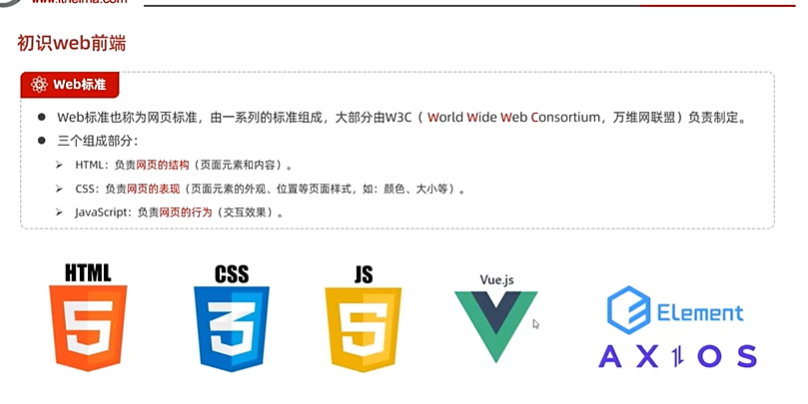 www.itheima.com
初识web前端
Web标准
● Web标准也称为网页标准，由一系列的标准组成，大部分由W3C（ World Wide Web Consortium，万维网联盟）负责制定。
● 三个组成部分：
➢ HTML：负责网页的结构（页面元素和内容）。
➢ CSS：负责网页的表现（页面元素的外观、位置等页面样式，如：颜色、大小等）。
➢ JavaScript：负责网页的行为（交互效果）。
HTML
5
CSS
3
JS
5
Vue.js
Element
AXIOS